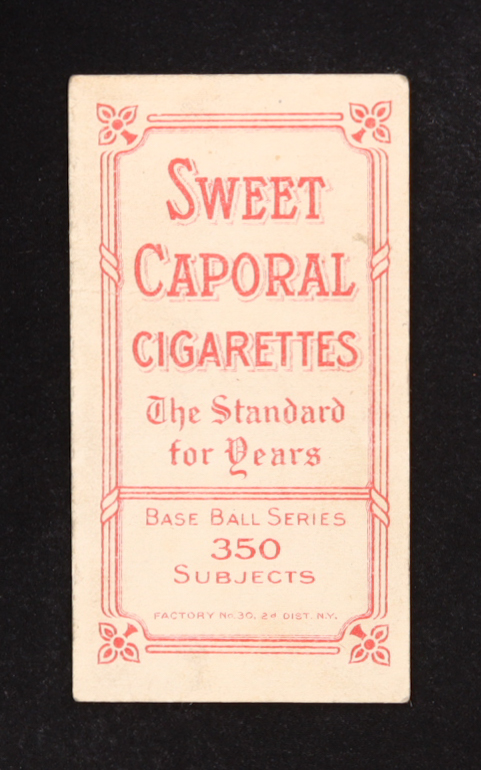 SWEET
CAPORAL
CIGARETTES
The Standard
for Years
BASE BALL SERIES
350
SUBJECTS
FACTORY No. 30, 2d DIST. N.Y.